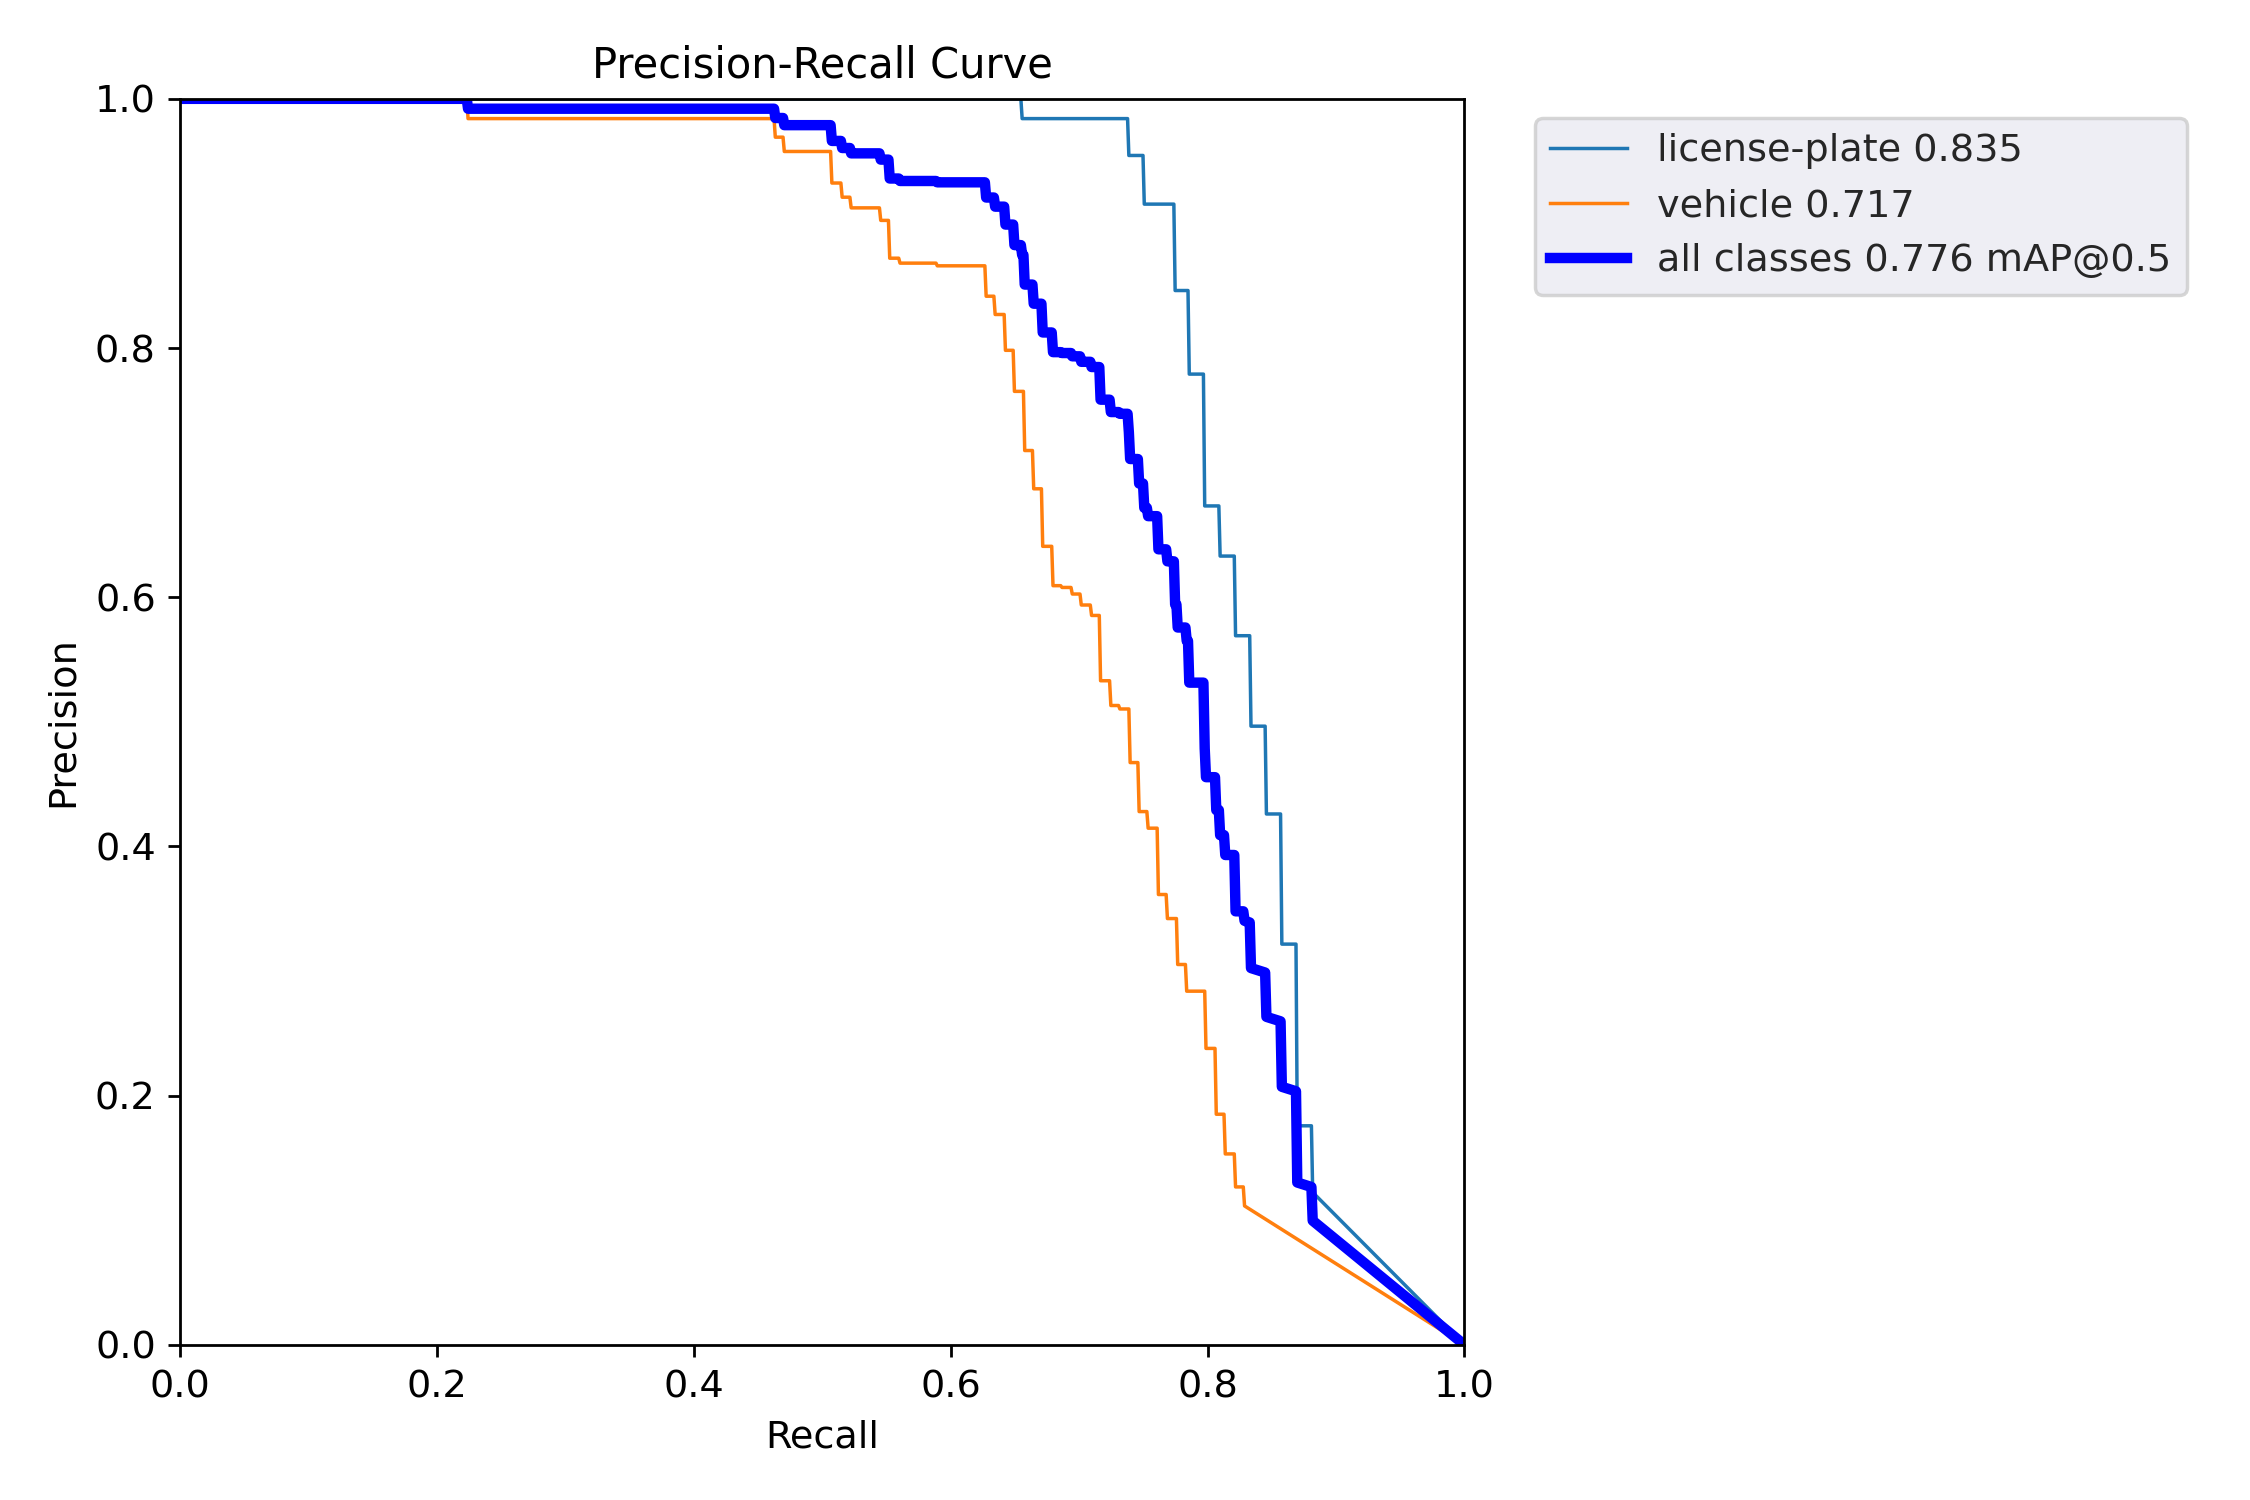 Precision-Recall Curve
license-plate 0.835
vehicle 0.717
all classes 0.776 mAP@0.5
1.0
0.8
0.6
0.4
0.2
0.0
Precision
0.0 0.2 0.4 0.6 0.8 1.0
Recall